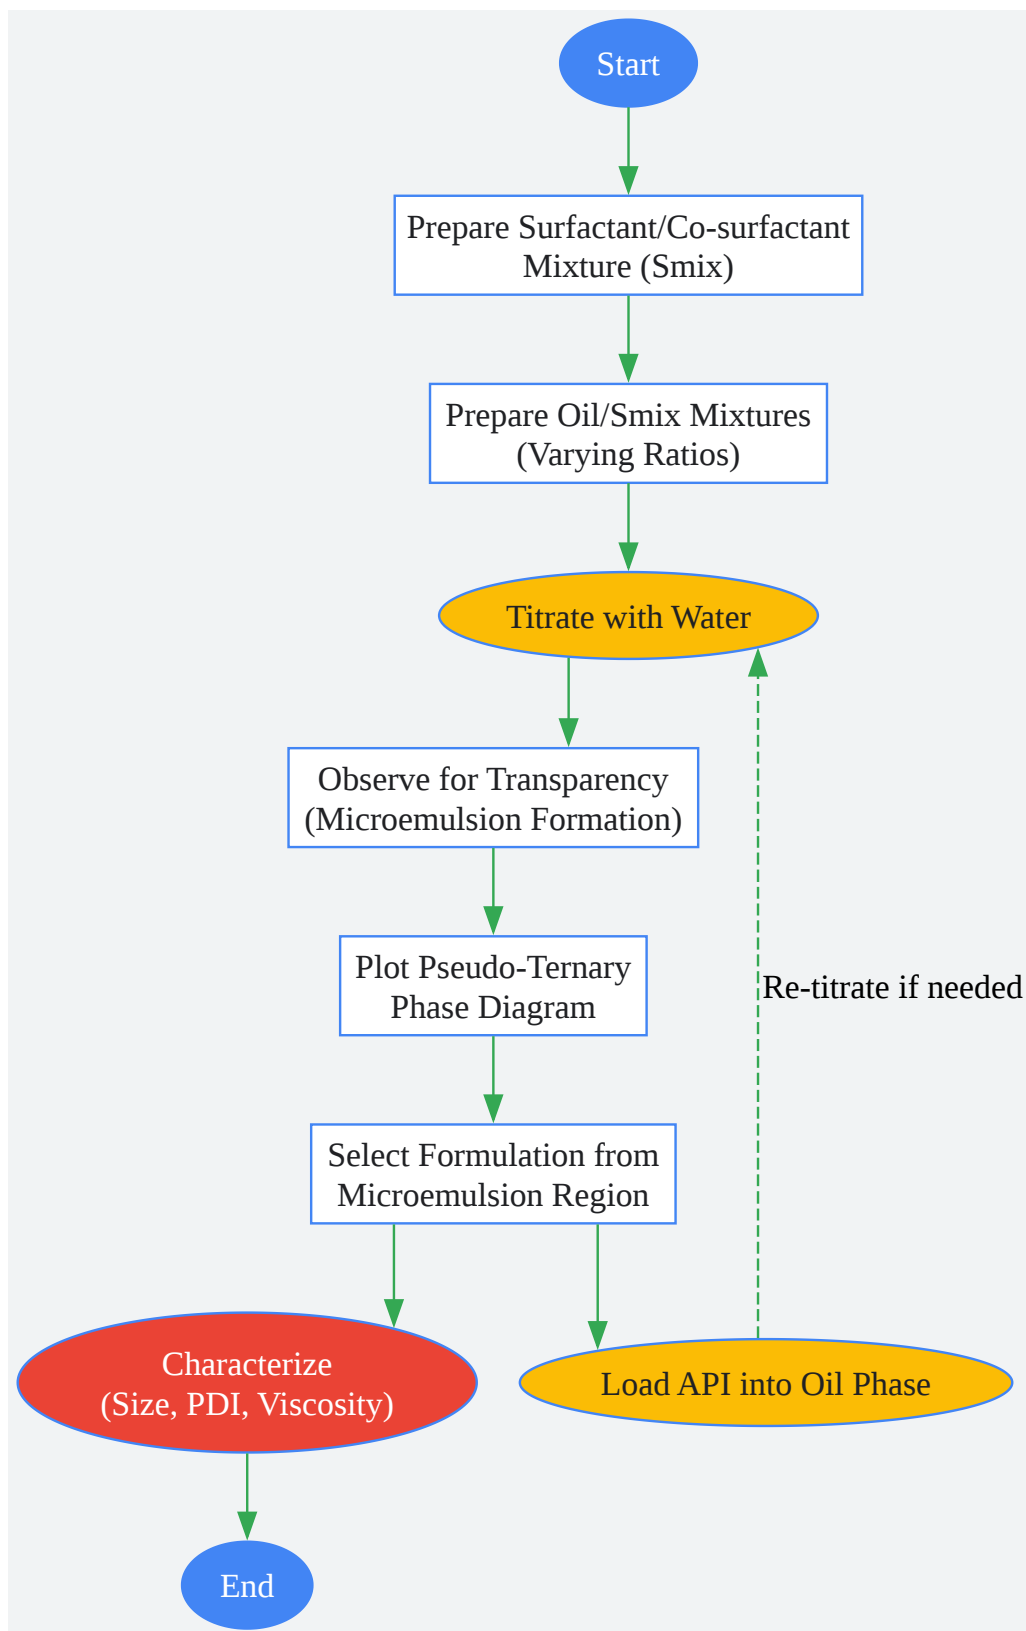 Start
Prepare Surfactant/Co-surfactant
Mixture (Smix)
Prepare Oil/Smix Mixtures
(Varying Ratios)
Titrate with Water
Observe for Transparency
(Microemulsion Formation)
Plot Pseudo-Ternary
Phase Diagram
Re-titrate if needed
Select Formulation from
Microemulsion Region
Characterize
(Size, PDI, Viscosity)
Load API into Oil Phase
End